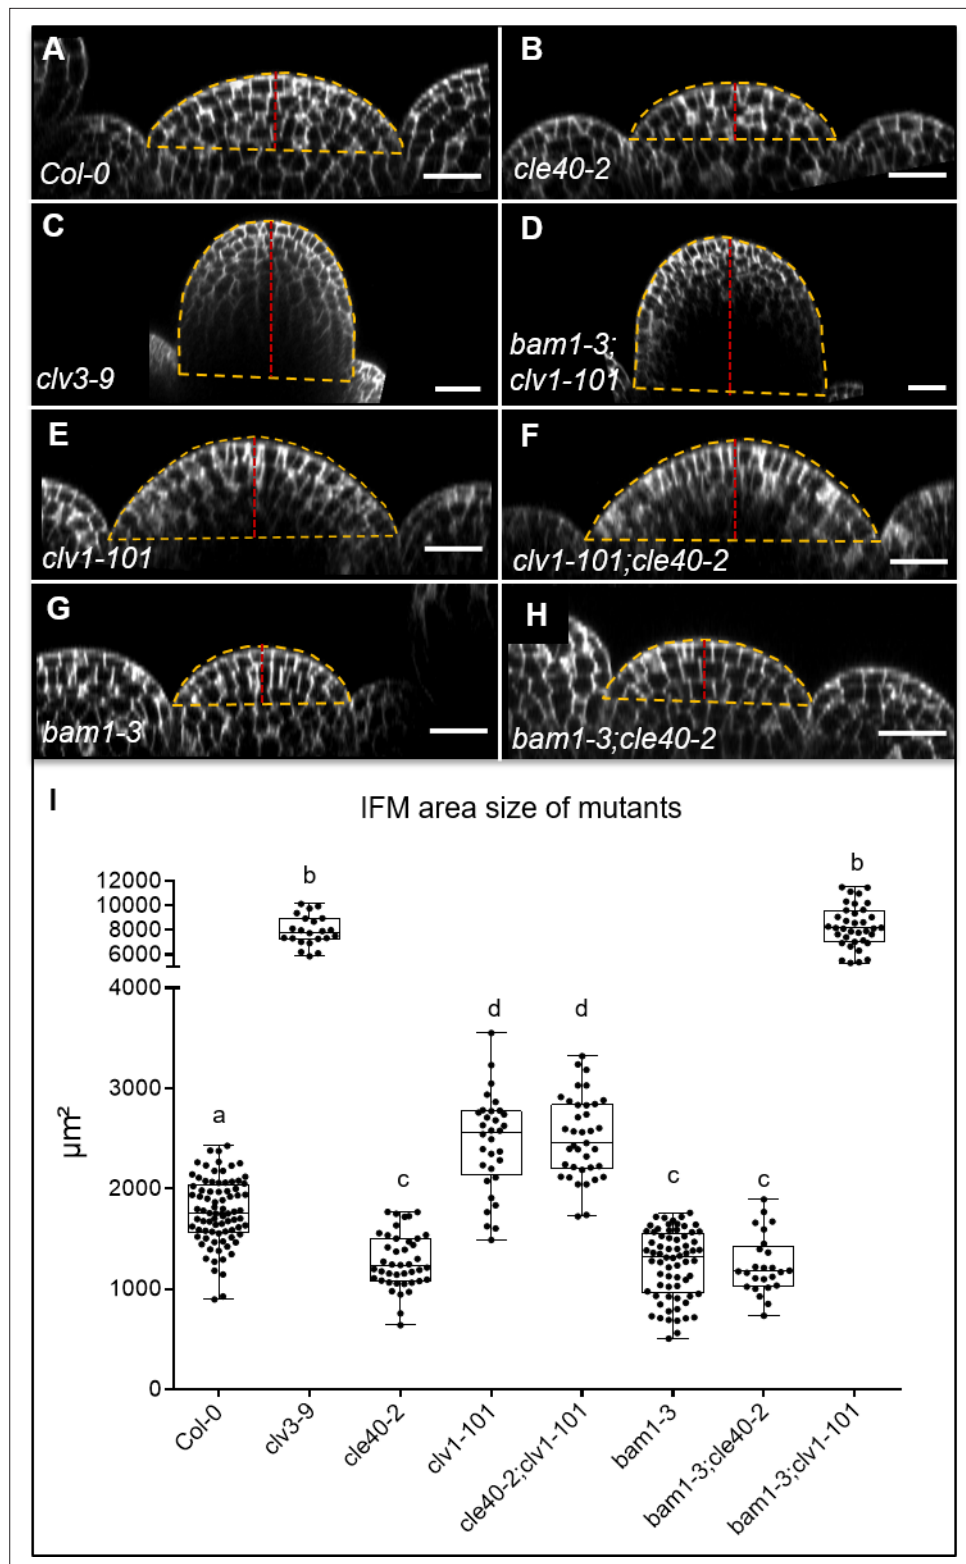 A
Col-0
B
cle40-2
C
clv3-9
D
bam1-3;
clv1-101
E
clv1-101
F
clv1-101;cle40-2
G
bam1-3
H
bam1-3;cle40-2
I
IFM area size of mutants
12000
10000
8000
6000
4000
3000
2000
1000
0
µm²
a
b
c
d
d
c
c
b
Col-0
clv3-9
cle40-2
clv1-101
cle40-2;clv1-101
bam1-3
bam1-3;cle40-2
bam1-3;clv1-101